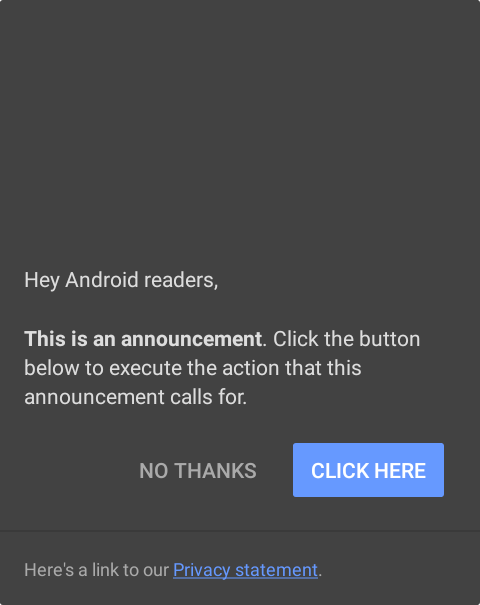 Hey Android readers,
This is an announcement. Click the button
below to execute the action that this
announcement calls for.
NO THANKS
CLICK HERE
Here's a link to our Privacy statement.